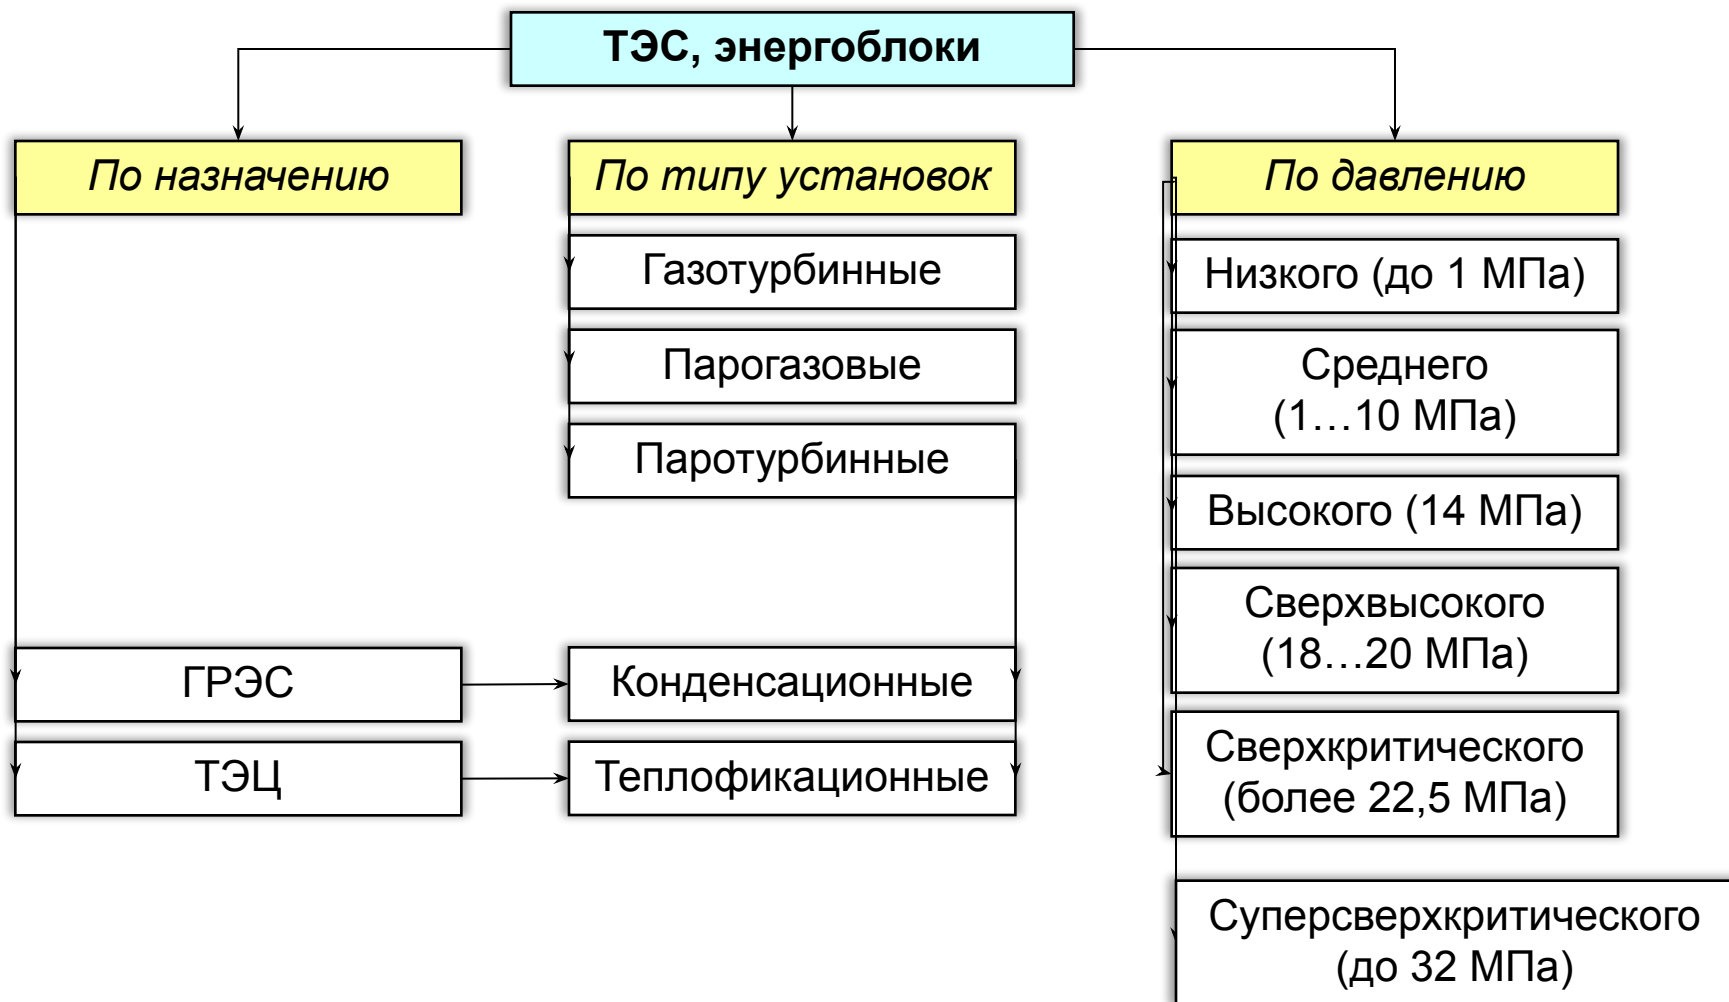 ТЭС, энергоблоки
По назначению
По типу установок
По давлению
Газотурбинные
Парогазовые
Паротурбинные
ГРЭС
Конденсационные
ТЭЦ
Теплофикационные
Низкого (до 1 МПа)
Среднего
(1…10 МПа)
Высокого (14 МПа)
Сверхвысокого
(18…20 МПа)
Сверхкритического
(более 22,5 МПа)
Суперсверхкритического
(до 32 МПа)